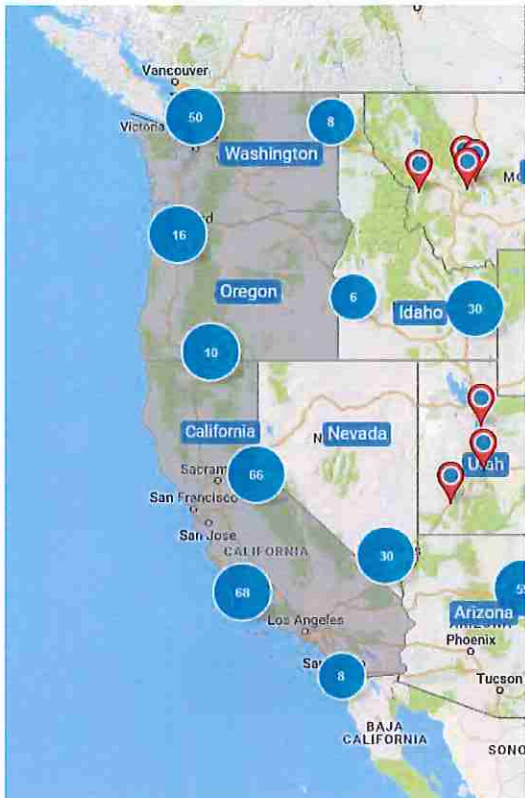 Vancouver
50
8
Victoria
Washington
16
Oregon
6
Idaho
30
10
California
Nevada
Utah
66
Sacram
San Francisco
San Jose
CALIFORNIA
30
68
Arizona
Los Angeles
Phoenix
8
Tucson
BAJA
CALIFORNIA
SONO